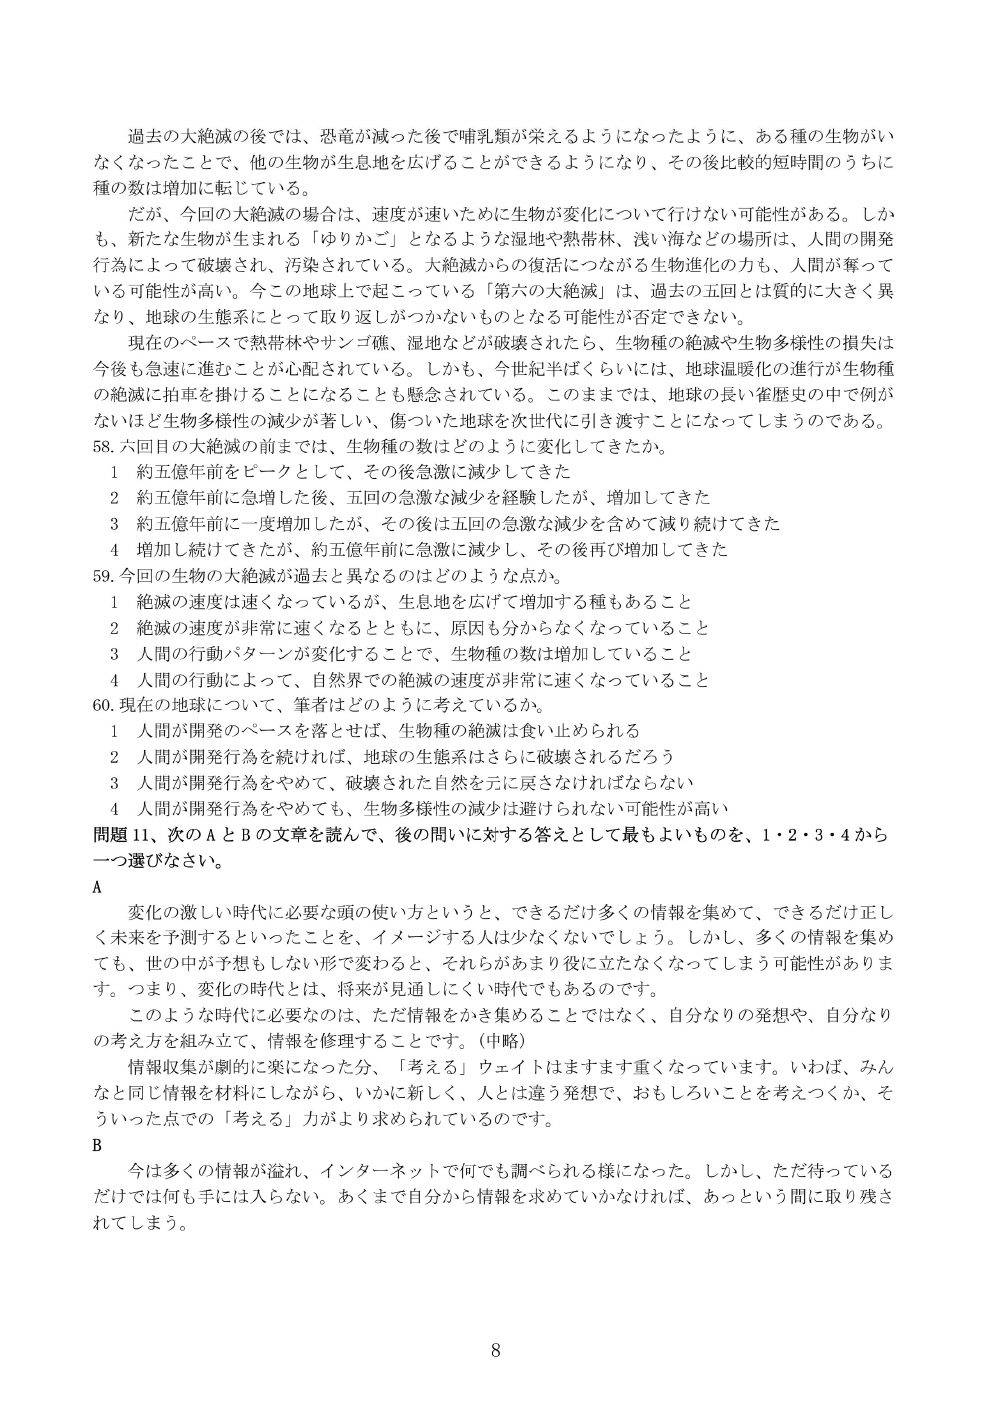 過去の大絶滅の後では、恐竜が減った後で哺乳類が栄えるようになったように、ある種の生物がい
なくなったことで、他の生物が生息地を広げることができるようになり、その後比較的短時間のうちに
種の数は増加に転じている。
だが、今回の大絶滅の場合は、速度が速いために生物が変化について行けない可能性がある。しか
も、新たな生物が生まれる「ゆりかご」となるような湿地や熱帯林、浅い海などの場所は、人間の開発
行為によって破壊され、汚染されている。大絶滅からの復活につながる生物進化の力も、人間が奪って
いる可能性が高い。今この地球上で起こっている「第六の大絶滅」は、過去の五回とは質的に大きく異
なり、地球の生態系にとって取り返しがつかないものとなる可能性が否定できない。
現在のペースで熱帯林やサンゴ礁、湿地などが破壊されたら、生物種の絶滅や生物多様性の損失は
今後も急速に進むことが心配されている。しかも、今世紀半ばくらいには、地球温暖化の進行が生物種
の絶滅に拍車を掛けることになることも懸念されている。このままでは、地球の長い雀歴史の中で例が
ないほど生物多様性の減少が著しい、傷ついた地球を次世代に引き渡すことになってしまうのである。
58. 六回目の大絶滅の前までは、生物種の数はどのように変化してきたか。
1 約五億年前をピークとして、その後急激に減少してきた
2 約五億年前に急増した後、五回の急激な減少を経験したが、増加してきた
3 約五億年前に一度増加したが、その後は五回の急激な減少を含めて減り続けてきた
4 増加し続けてきたが、約五億年前に急激に減少し、その後再び増加してきた
59. 今回の生物の大絶滅が過去と異なるのはどのような点か。
1 絶滅の速度は速くなっているが、生息地を広げて増加する種もあること
2 絶滅の速度が非常に速くなるとともに、原因も分からなくなっていること
3 人間の行動パターンが変化することで、生物種の数は増加していること
4 人間の行動によって、自然界での絶滅の速度が非常に速くなっていること
60. 現在の地球について、筆者はどのように考えているか。
1 人間が開発のペースを落とせば、生物種の絶滅は食い止められる
2 人間が開発行為を続ければ、地球の生態系はさらに破壊されるだろう
3 人間が開発行為をやめて、破壊された自然を元に戻さなければならない
4 人間が開発行為をやめても、生物多様性の減少は避けられない可能性が高い
問題 11、次の A と B の文章を読んで、後の問いに対する答えとして最もよいものを、1・2・3・4 から
一つ選びなさい。
A
変化の激しい時代に必要な頭の使い方というと、できるだけ多くの情報を集めて、できるだけ正し
く未来を予測するといったことを、イメージする人は少なくないでしょう。しかし、多くの情報を集め
ても、世の中が予想もしない形で変わると、それらがあまり役に立たなくなってしまう可能性がありま
す。つまり、変化の時代とは、将来が見通しにくい時代でもあるのです。
このような時代に必要なのは、ただ情報をかき集めることではなく、自分なりの発想や、自分なり
の考え方を組み立て、情報を修理することです。(中略)
情報収集が劇的に楽になった分、「考える」ウェイトはますます重くなっています。いわば、みん
なと同じ情報を材料にしながら、いかに新しく、人とは違う発想で、おもしろいことを考えつくか、そ
ういった点での「考える」力がより求められているのです。
B
今は多くの情報が溢れ、インターネットで何でも調べられる様になった。しかし、ただ待っている
だけでは何も手には入らない。あくまで自分から情報を求めていかなければ、あっという間に取り残さ
れてしまう。
8